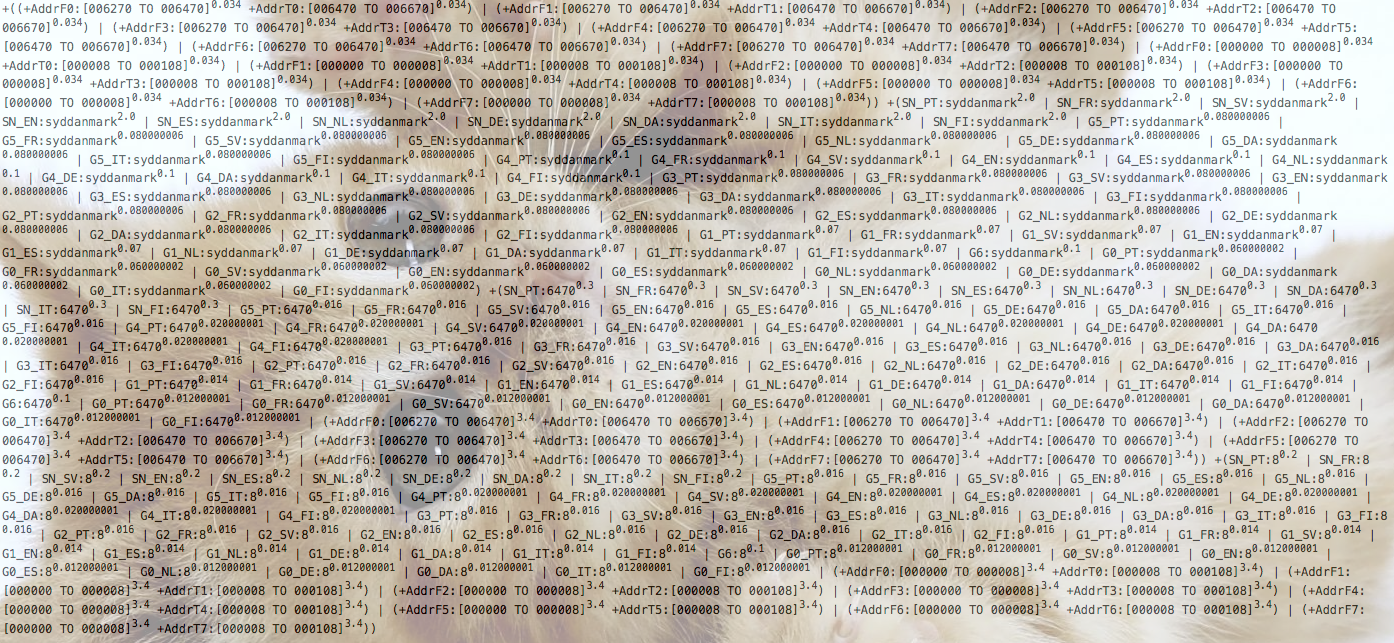 +((+AddrF0:[006270 TO 006470]^0.034 +AddrT0:[006470 TO 006670]^0.034) | (+AddrF1:[006270 TO 006470]^0.034 +AddrT1:[006470 TO 006670]^0.034) | (+AddrF2:[006270 TO 006470]^0.034 +AddrT2:[006470 TO
006670]^0.034) | (+AddrF3:[006270 TO 006470]^0.034 +AddrT3:[006470 TO 006670]^0.034) | (+AddrF4:[006270 TO 006470]^0.034 +AddrT4:[006470 TO 006670]^0.034) | (+AddrF5:[006270 TO 006470]^0.034 +AddrT5:
[006470 TO 006670]^0.034) | (+AddrF6:[006270 TO 006470]^0.034 +AddrT6:[006470 TO 006670]^0.034) | (+AddrF7:[006270 TO 006470]^0.034 +AddrT7:[006470 TO 006670]^0.034) | (+AddrF0:[000000 TO 000008]^0.034
+AddrT0:[000008 TO 000108]^0.034) | (+AddrF1:[000000 TO 000008]^0.034 +AddrT1:[000008 TO 000108]^0.034) | (+AddrF2:[000000 TO 000008]^0.034 +AddrT2:[000008 TO 000108]^0.034) | (+AddrF3:[000000 TO
000008]^0.034 +AddrT3:[000008 TO 000108]^0.034) | (+AddrF4:[000000 TO 000008]^0.034 +AddrT4:[000008 TO 000108]^0.034) | (+AddrF5:[000000 TO 000008]^0.034 +AddrT5:[000008 TO 000108]^0.034) | (+AddrF6:
[000000 TO 000008]^0.034 +AddrT6:[000008 TO 000108]^0.034) | (+AddrF7:[000000 TO 000008]^0.034 +AddrT7:[000008 TO 000108]^0.034)) +(SN_PT:syddanmark^2.0 | SN_FR:syddanmark^2.0 | SN_SV:syddanmark^2.0 |
SN_EN:syddanmark^2.0 | SN_ES:syddanmark^2.0 | SN_NL:syddanmark^2.0 | SN_DE:syddanmark^2.0 | SN_DA:syddanmark^2.0 | SN_IT:syddanmark^2.0 | SN_FI:syddanmark^2.0 | G5_PT:syddanmark^0.080000006 |
G5_FR:syddanmark^0.080000006 | G5_SV:syddanmark^0.080000006 | G5_EN:syddanmark^0.080000006 | G5_ES:syddanmark^0.080000006 | G5_NL:syddanmark^0.080000006 | G5_DE:syddanmark^0.080000006 | G5_DA:syddanmark
^0.080000006 | G5_IT:syddanmark^0.080000006 | G5_FI:syddanmark^0.080000006 | G4_PT:syddanmark^0.1 | G4_FR:syddanmark^0.1 | G4_SV:syddanmark^0.1 | G4_EN:syddanmark^0.1 | G4_ES:syddanmark^0.1 | G4_NL:syddanmark
^0.1 | G4_DE:syddanmark^0.1 | G4_DA:syddanmark^0.1 | G4_IT:syddanmark^0.1 | G4_FI:syddanmark^0.1 | G3_PT:syddanmark^0.080000006 | G3_FR:syddanmark^0.080000006 | G3_SV:syddanmark^0.080000006 | G3_EN:syddanmark
^0.080000006 | G3_ES:syddanmark^0.080000006 | G3_NL:syddanmark^0.080000006 | G3_DE:syddanmark^0.080000006 | G3_DA:syddanmark^0.080000006 | G3_IT:syddanmark^0.080000006 | G3_FI:syddanmark^0.080000006 |
G2_PT:syddanmark^0.080000006 | G2_FR:syddanmark^0.080000006 | G2_SV:syddanmark^0.080000006 | G2_EN:syddanmark^0.080000006 | G2_ES:syddanmark^0.080000006 | G2_NL:syddanmark^0.080000006 | G2_DE:syddanmark
^0.080000006 | G2_DA:syddanmark^0.080000006 | G2_IT:syddanmark^0.080000006 | G2_FI:syddanmark^0.080000006 | G1_PT:syddanmark^0.07 | G1_FR:syddanmark^0.07 | G1_SV:syddanmark^0.07 | G1_EN:syddanmark^0.07 |
G1_ES:syddanmark^0.07 | G1_NL:syddanmark^0.07 | G1_DE:syddanmark^0.07 | G1_DA:syddanmark^0.07 | G1_IT:syddanmark^0.07 | G1_FI:syddanmark^0.07 | G6:syddanmark^0.1 | G0_PT:syddanmark^0.060000002 |
G0_FR:syddanmark^0.060000002 | G0_SV:syddanmark^0.060000002 | G0_EN:syddanmark^0.060000002 | G0_ES:syddanmark^0.060000002 | G0_NL:syddanmark^0.060000002 | G0_DE:syddanmark^0.060000002 | G0_DA:syddanmark
^0.060000002 | G0_IT:syddanmark^0.060000002 | G0_FI:syddanmark^0.060000002) +(SN_PT:6470^0.3 | SN_FR:6470^0.3 | SN_SV:6470^0.3 | SN_EN:6470^0.3 | SN_ES:6470^0.3 | SN_NL:6470^0.3 | SN_DE:6470^0.3 | SN_DA:6470^0.3
| SN_IT:6470^0.3 | SN_FI:6470^0.3 | G5_PT:6470^0.016 | G5_FR:6470^0.016 | G5_SV:6470^0.016 | G5_EN:6470^0.016 | G5_ES:6470^0.016 | G5_NL:6470^0.016 | G5_DE:6470^0.016 | G5_DA:6470^0.016 | G5_IT:6470^0.016 |
G5_FI:6470^0.016 | G4_PT:6470^0.020000001 | G4_FR:6470^0.020000001 | G4_SV:6470^0.020000001 | G4_EN:6470^0.020000001 | G4_ES:6470^0.020000001 | G4_NL:6470^0.020000001 | G4_DE:6470^0.020000001 | G4_DA:6470
^0.020000001 | G4_IT:6470^0.020000001 | G4_FI:6470^0.020000001 | G3_PT:6470^0.016 | G3_FR:6470^0.016 | G3_SV:6470^0.016 | G3_EN:6470^0.016 | G3_ES:6470^0.016 | G3_NL:6470^0.016 | G3_DE:6470^0.016 | G3_DA:6470^0.016
| G3_IT:6470^0.016 | G3_FI:6470^0.016 | G2_PT:6470^0.016 | G2_FR:6470^0.016 | G2_SV:6470^0.016 | G2_EN:6470^0.016 | G2_ES:6470^0.016 | G2_NL:6470^0.016 | G2_DE:6470^0.016 | G2_DA:6470^0.016 | G2_IT:6470^0.016 |
G2_FI:6470^0.016 | G1_PT:6470^0.014 | G1_FR:6470^0.014 | G1_SV:6470^0.014 | G1_EN:6470^0.014 | G1_ES:6470^0.014 | G1_NL:6470^0.014 | G1_DE:6470^0.014 | G1_DA:6470^0.014 | G1_IT:6470^0.014 | G1_FI:6470^0.014 |
G6:6470^0.1 | G0_PT:6470^0.012000001 | G0_FR:6470^0.012000001 | G0_SV:6470^0.012000001 | G0_EN:6470^0.012000001 | G0_ES:6470^0.012000001 | G0_NL:6470^0.012000001 | G0_DE:6470^0.012000001 | G0_DA:6470^0.012000001 |
G0_IT:6470^0.012000001 | G0_FI:6470^0.012000001 | (+AddrF0:[006270 TO 006470]^3.4 +AddrT0:[006470 TO 006670]^3.4) | (+AddrF1:[006270 TO 006470]^3.4 +AddrT1:[006470 TO 006670]^3.4) | (+AddrF2:[006270 TO
006470]^3.4 +AddrT2:[006470 TO 006670]^3.4) | (+AddrF3:[006270 TO 006470]^3.4 +AddrT3:[006470 TO 006670]^3.4) | (+AddrF4:[006270 TO 006470]^3.4 +AddrT4:[006470 TO 006670]^3.4) | (+AddrF5:[006270 TO
006470]^3.4 +AddrT5:[006470 TO 006670]^3.4) | (+AddrF6:[006270 TO 006470]^3.4 +AddrT6:[006470 TO 006670]^3.4) | (+AddrF7:[006270 TO 006470]^3.4 +AddrT7:[006470 TO 006670]^3.4)) +(SN_PT:8^0.2 | SN_FR:8
^0.2 | SN_SV:8^0.2 | SN_EN:8^0.2 | SN_ES:8^0.2 | SN_NL:8^0.2 | SN_DE:8^0.2 | SN_DA:8^0.2 | SN_IT:8^0.2 | SN_FI:8^0.2 | G5_PT:8^0.016 | G5_FR:8^0.016 | G5_SV:8^0.016 | G5_EN:8^0.016 | G5_ES:8^0.016 | G5_NL:8^0.016 |
G5_DE:8^0.016 | G5_DA:8^0.016 | G5_IT:8^0.016 | G5_FI:8^0.016 | G4_PT:8^0.020000001 | G4_FR:8^0.020000001 | G4_SV:8^0.020000001 | G4_EN:8^0.020000001 | G4_ES:8^0.020000001 | G4_NL:8^0.020000001 | G4_DE:8^0.020000001 |
G4_DA:8^0.020000001 | G4_IT:8^0.020000001 | G4_FI:8^0.020000001 | G3_PT:8^0.016 | G3_FR:8^0.016 | G3_SV:8^0.016 | G3_EN:8^0.016 | G3_ES:8^0.016 | G3_NL:8^0.016 | G3_DE:8^0.016 | G3_DA:8^0.016 | G3_IT:8^0.016 | G3_FI:8
^0.016 | G2_PT:8^0.016 | G2_FR:8^0.016 | G2_SV:8^0.016 | G2_EN:8^0.016 | G2_ES:8^0.016 | G2_NL:8^0.016 | G2_DE:8^0.016 | G2_DA:8^0.016 | G2_IT:8^0.016 | G2_FI:8^0.016 | G1_PT:8^0.014 | G1_FR:8^0.014 | G1_SV:8^0.014 |
G1_EN:8^0.014 | G1_ES:8^0.014 | G1_NL:8^0.014 | G1_DE:8^0.014 | G1_DA:8^0.014 | G1_IT:8^0.014 | G1_FI:8^0.014 | G6:8^0.1 | G0_PT:8^0.012000001 | G0_FR:8^0.012000001 | G0_SV:8^0.012000001 | G0_EN:8^0.012000001 |
G0_ES:8^0.012000001 | G0_NL:8^0.012000001 | G0_DE:8^0.012000001 | G0_DA:8^0.012000001 | G0_IT:8^0.012000001 | G0_FI:8^0.012000001 | (+AddrF0:[000000 TO 000008]^3.4 +AddrT0:[000008 TO 000108]^3.4) | (+AddrF1:
[000000 TO 000008]^3.4 +AddrT1:[000008 TO 000108]^3.4) | (+AddrF2:[000000 TO 000008]^3.4 +AddrT2:[000008 TO 000108]^3.4) | (+AddrF3:[000000 TO 000008]^3.4 +AddrT3:[000008 TO 000108]^3.4) | (+AddrF4:
[000000 TO 000008]^3.4 +AddrT4:[000008 TO 000108]^3.4) | (+AddrF5:[000000 TO 000008]^3.4 +AddrT5:[000008 TO 000108]^3.4) | (+AddrF6:[000000 TO 000008]^3.4 +AddrT6:[000008 TO 000108]^3.4) | (+AddrF7:
[000000 TO 000008]^3.4 +AddrT7:[000008 TO 000108]^3.4))